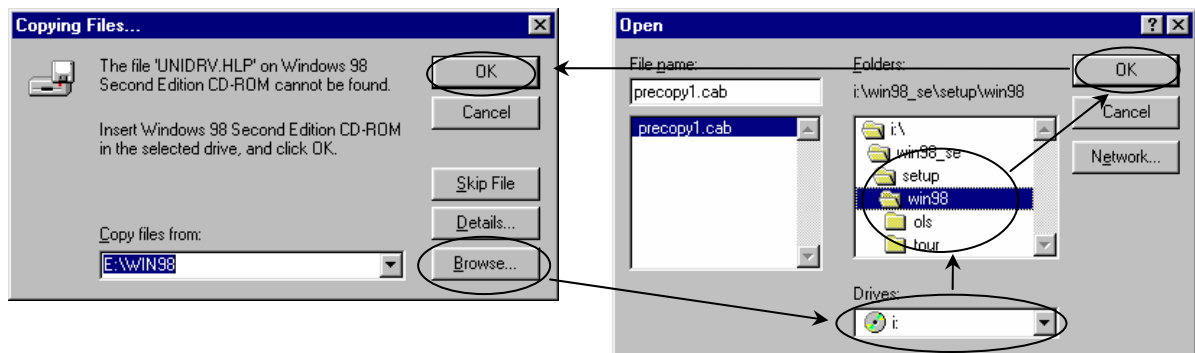 Copying Files...
The file 'UNIDRV.HLP' on Windows 98
Second Edition CD-ROM cannot be found.
Insert Windows 98 Second Edition CD-ROM
in the selected drive, and click OK.
Copy files from:
E:\WIN98
OK
Cancel
Skip File
Details...
Browse...
Open
File name:
precopy1.cab
precopy1.cab
Folders:
i:\win98_se\setup\win98
i:\
win98_se
setup
win98
ols
tour
Drives:
i:
OK
Cancel
Network...